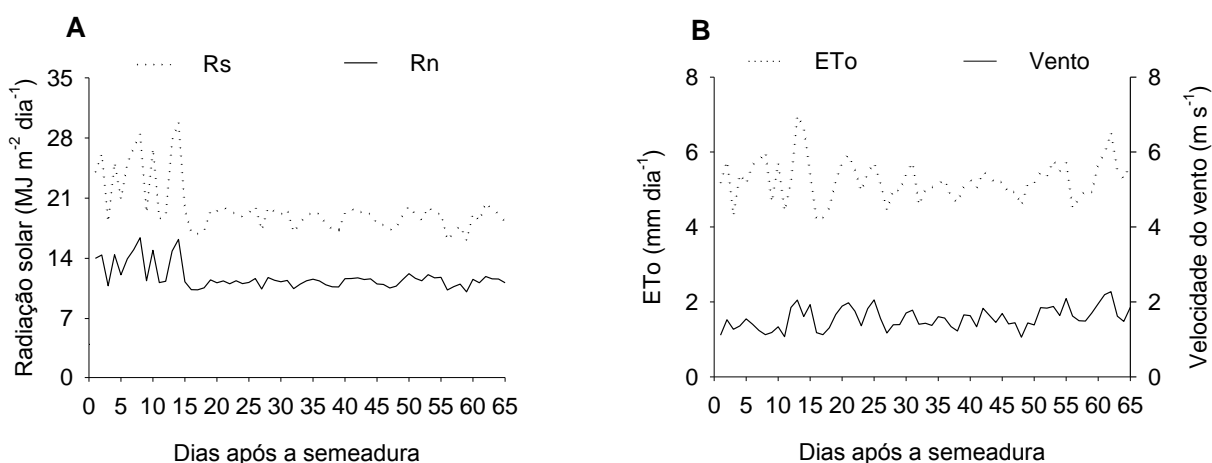 A
Rs Rn
35
28
21
14
7
0
Radiação solar (MJ m⁻² dia⁻¹)
0 5 10 15 20 25 30 35 40 45 50 55 60 65
Dias após a semeadura
B
ETo Vento
8
6
4
2
0
ETo (mm dia⁻¹)
8
6
4
2
0
Velocidade do vento (m s⁻¹)
0 5 10 15 20 25 30 35 40 45 50 55 60 65
Dias após a semeadura